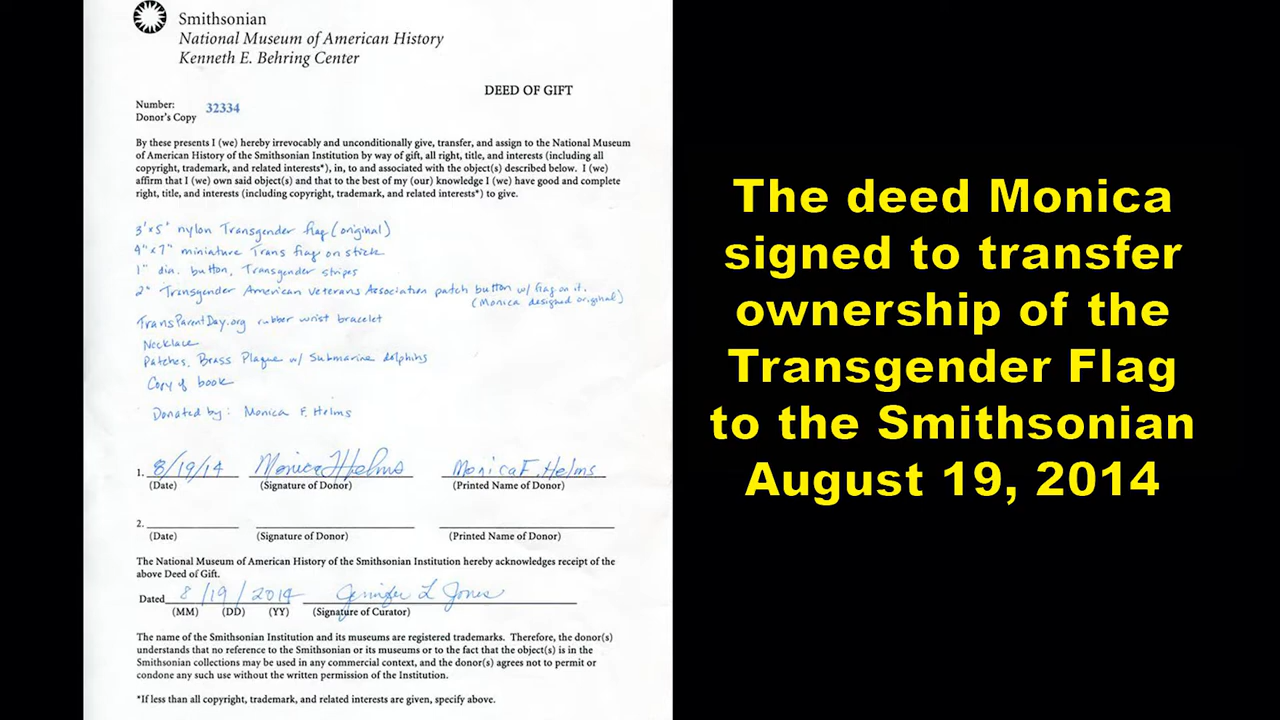 Smithsonian
National Museum of American History
Kenneth E. Behring Center
DEED OF GIFT
Number: 32334
Donor's Copy
By these presents I (we) hereby irrevocably and unconditionally give, transfer, and assign to the National Museum
of American History of the Smithsonian Institution by way of gift, all right, title, and interests (including all
copyright, trademark, and related interests*), in, to and associated with the object(s) described below. I (we)
affirm that I (we) own said object(s) and that to the best of my (our) knowledge I (we) have good and complete
right, title, and interests (including copyright, trademark, and related interests*) to give.
3'x5' nylon Transgender flag (original)
4"x7" miniature Trans flag on stick
1" dia. button, Transgender stripes
2" Transgender American Veterans Association patch button w/ flag on it.
(Monica designed original)
TransParentDay.org rubber wrist bracelet
Necklace
Patches, Brass Plaque w/ Submarine dolphins
Copy of book
Donated by: Monica F. Helms
1. 8/19/14 Monica F Helms Monica F. Helms
(Date) (Signature of Donor) (Printed Name of Donor)
2.
(Date) (Signature of Donor) (Printed Name of Donor)
The National Museum of American History of the Smithsonian Institution hereby acknowledges receipt of the
above Deed of Gift.
Dated 8/19/2014 Jennifer L Jones
(MM) (DD) (YY) (Signature of Curator)
The name of the Smithsonian Institution and its museums are registered trademarks. Therefore, the donor(s)
understands that no reference to the Smithsonian or its museums or to the fact that the object(s) is in the
Smithsonian collections may be used in any commercial context, and the donor(s) agrees not to permit or
condone any such use without the written permission of the Institution.
*If less than all copyright, trademark, and related interests are given, specify above.
The deed Monica
signed to transfer
ownership of the
Transgender Flag
to the Smithsonian
August 19, 2014